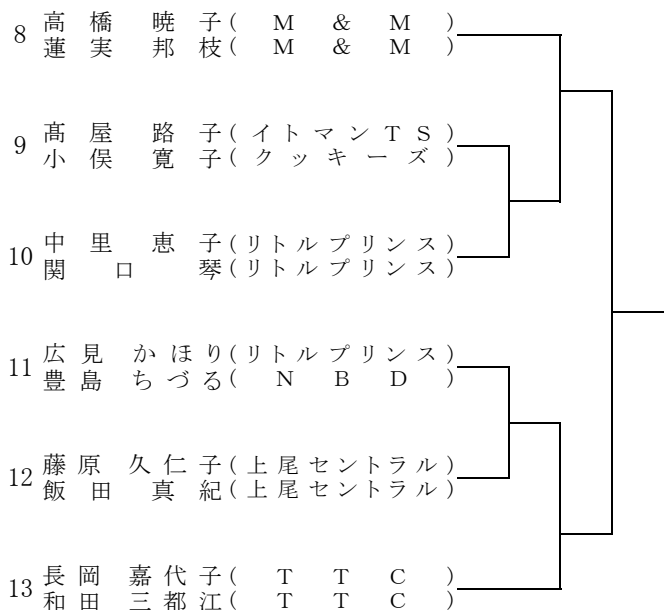 8 高橋 暁子(M & M)
蓮実 邦枝(M & M)
9 髙屋 路子(イトマンTS)
小俣 寛子(クッキーズ)
10 中里 恵子(リトルプリンス)
関口 琴(リトルプリンス)
11 広見 かほり(リトルプリンス)
豊島 ちづる(NBD)
12 藤原 久仁子(上尾セントラル)
飯田 真紀(上尾セントラル)
13 長岡 嘉代子(TTC)
和田 三都江(TTC)